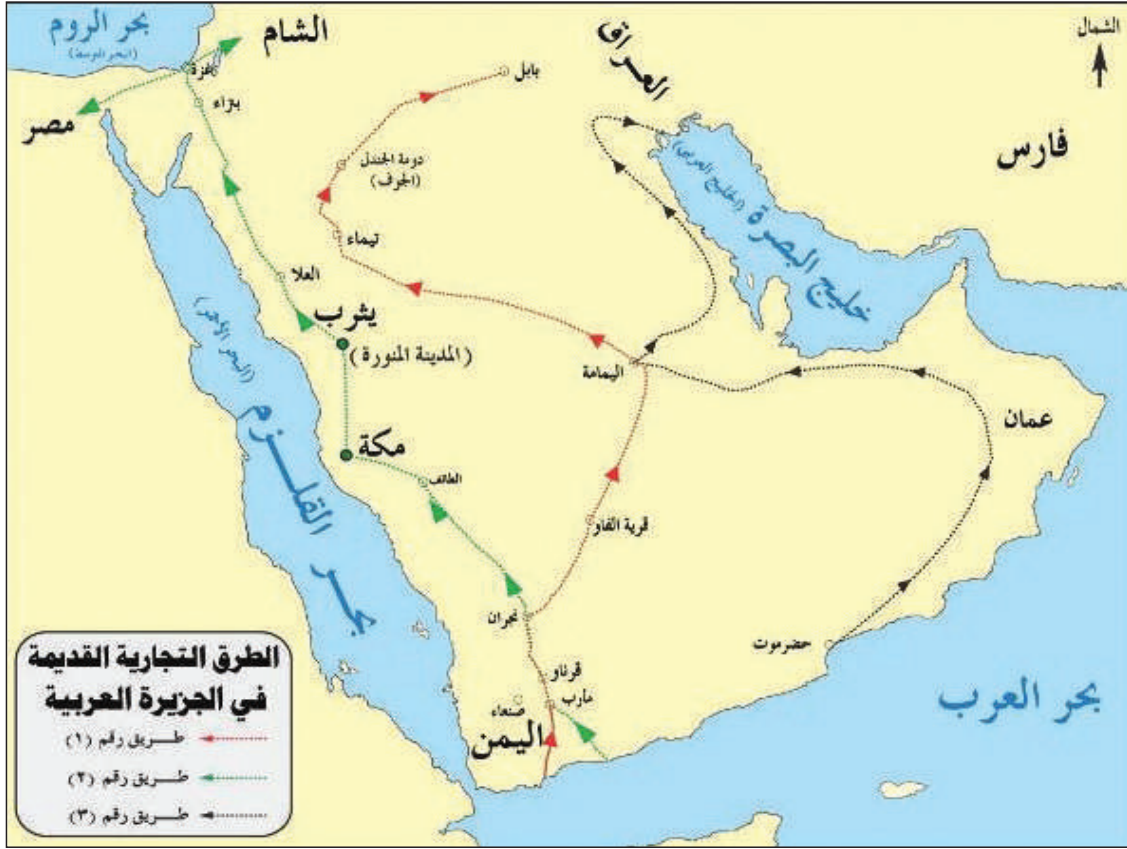 بحر الروم
(البحر المتوسط)
الشام
العراق
الشمال
غزة
بابل
بتراء
مصر
فارس
دومة الجندل
(الجوف)
(الخليج العربي)
خليج البصرة
تيماء
العلا
يثرب
(المدينة المنورة)
(البحر الأحمر)
بحر القلزم
اليمامة
عمان
مكة
الطائف
قرية الفاو
نجران
حضرموت
قرناو
مأرب
صنعاء
اليمن
بحر العرب
الطرق التجارية القديمة
في الجزيرة العربية
طريق رقم (١)
طريق رقم (٢)
طريق رقم (٣)